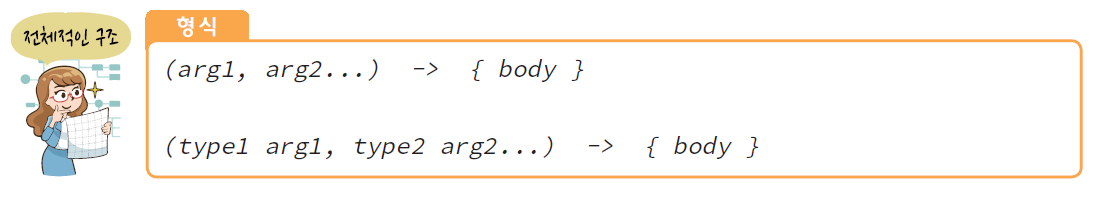 전체적인 구조
형식
(arg1, arg2...) -> { body }
(type1 arg1, type2 arg2...) -> { body }